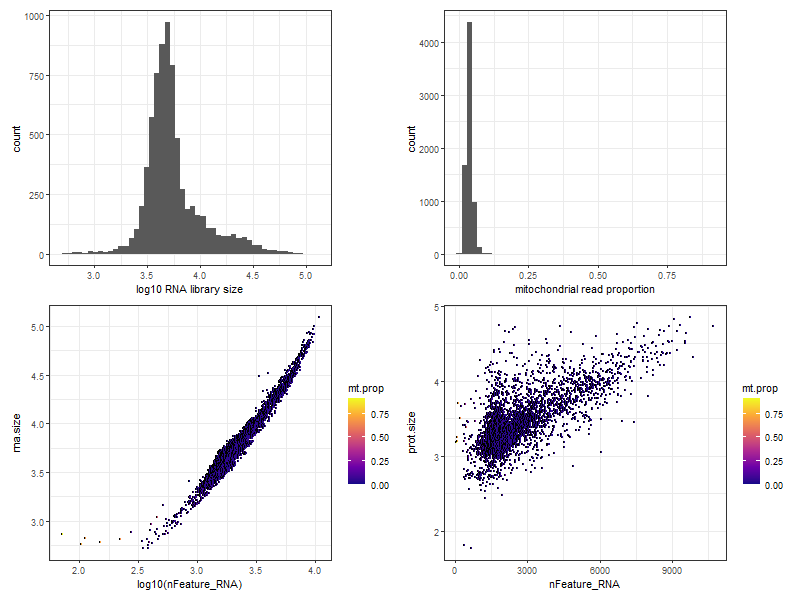 1000
750
500
250
0
count
3.0 3.5 4.0 4.5 5.0
log10 RNA library size
4000
3000
2000
1000
0
count
0.00 0.25 0.50 0.75
mitochondrial read proportion
5.0
4.5
4.0
3.5
3.0
rna.size
2.0 2.5 3.0 3.5 4.0
log10(nFeature_RNA)
mt.prop
0.75
0.50
0.25
0.00
5
4
3
2
prot.size
0 3000 6000 9000
nFeature_RNA
mt.prop
0.75
0.50
0.25
0.00